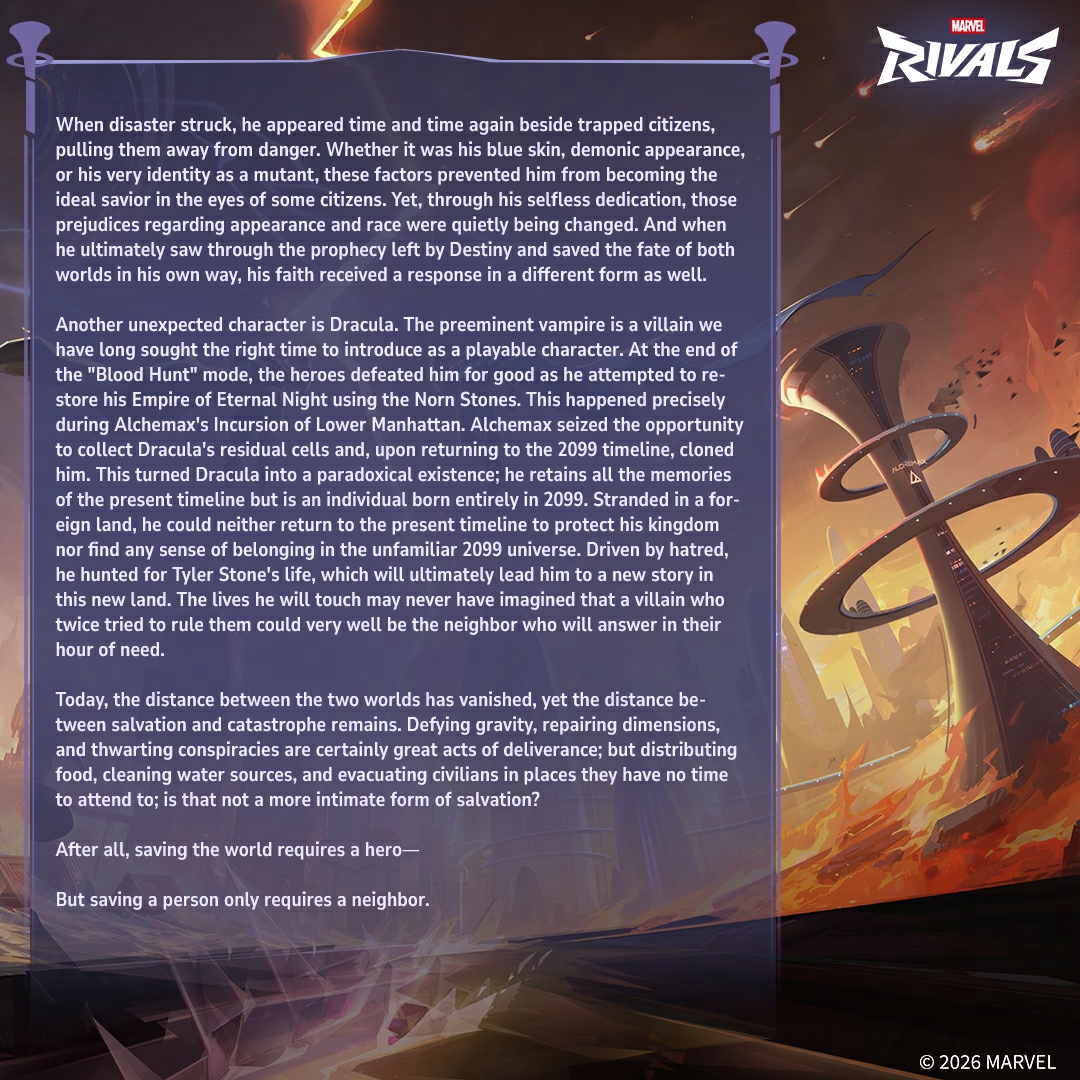 MARVEL
RIVALS
When disaster struck, he appeared time and time again beside trapped citizens,
pulling them away from danger. Whether it was his blue skin, demonic appearance,
or his very identity as a mutant, these factors prevented him from becoming the
ideal savior in the eyes of some citizens. Yet, through his selfless dedication, those
prejudices regarding appearance and race were quietly being changed. And when
he ultimately saw through the prophecy left by Destiny and saved the fate of both
worlds in his own way, his faith received a response in a different form as well.
Another unexpected character is Dracula. The preeminent vampire is a villain we
have long sought the right time to introduce as a playable character. At the end of
the "Blood Hunt" mode, the heroes defeated him for good as he attempted to re-
store his Empire of Eternal Night using the Norn Stones. This happened precisely
during Alchemax's Incursion of Lower Manhattan. Alchemax seized the opportunity
to collect Dracula's residual cells and, upon returning to the 2099 timeline, cloned
him. This turned Dracula into a paradoxical existence; he retains all the memories
of the present timeline but is an individual born entirely in 2099. Stranded in a for-
eign land, he could neither return to the present timeline to protect his kingdom
nor find any sense of belonging in the unfamiliar 2099 universe. Driven by hatred,
he hunted for Tyler Stone's life, which will ultimately lead him to a new story in
this new land. The lives he will touch may never have imagined that a villain who
twice tried to rule them could very well be the neighbor who will answer in their
hour of need.
Today, the distance between the two worlds has vanished, yet the distance be-
tween salvation and catastrophe remains. Defying gravity, repairing dimensions,
and thwarting conspiracies are certainly great acts of deliverance; but distributing
food, cleaning water sources, and evacuating civilians in places they have no time
to attend to; is that not a more intimate form of salvation?
After all, saving the world requires a hero—
But saving a person only requires a neighbor.
ALCHEMAX
© 2026 MARVEL